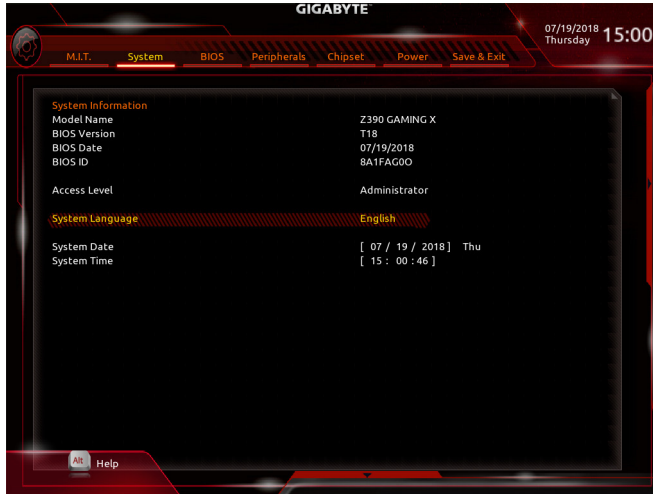 GIGABYTE
07/19/2018
Thursday 15:00
M.I.T. System BIOS Peripherals Chipset Power Save & Exit
System Information
Model Name Z390 GAMING X
BIOS Version T18
BIOS Date 07/19/2018
BIOS ID 8A1FAG0O
Access Level Administrator
System Language English
System Date [ 07 / 19 / 2018 ] Thu
System Time [ 15 : 00 : 46 ]
Alt Help